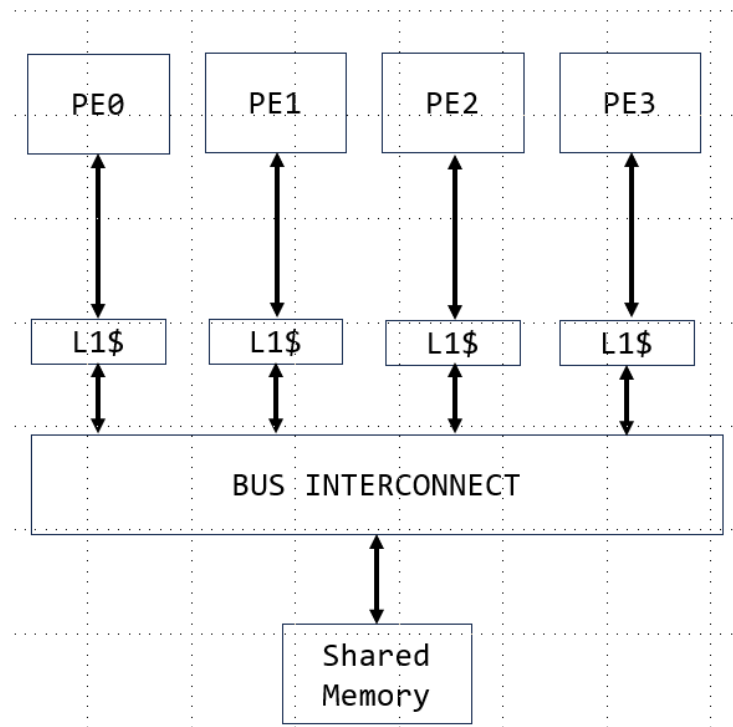 PE0
PE1
PE2
PE3
L1$
L1$
L1$
L1$
BUS INTERCONNECT
Shared
Memory